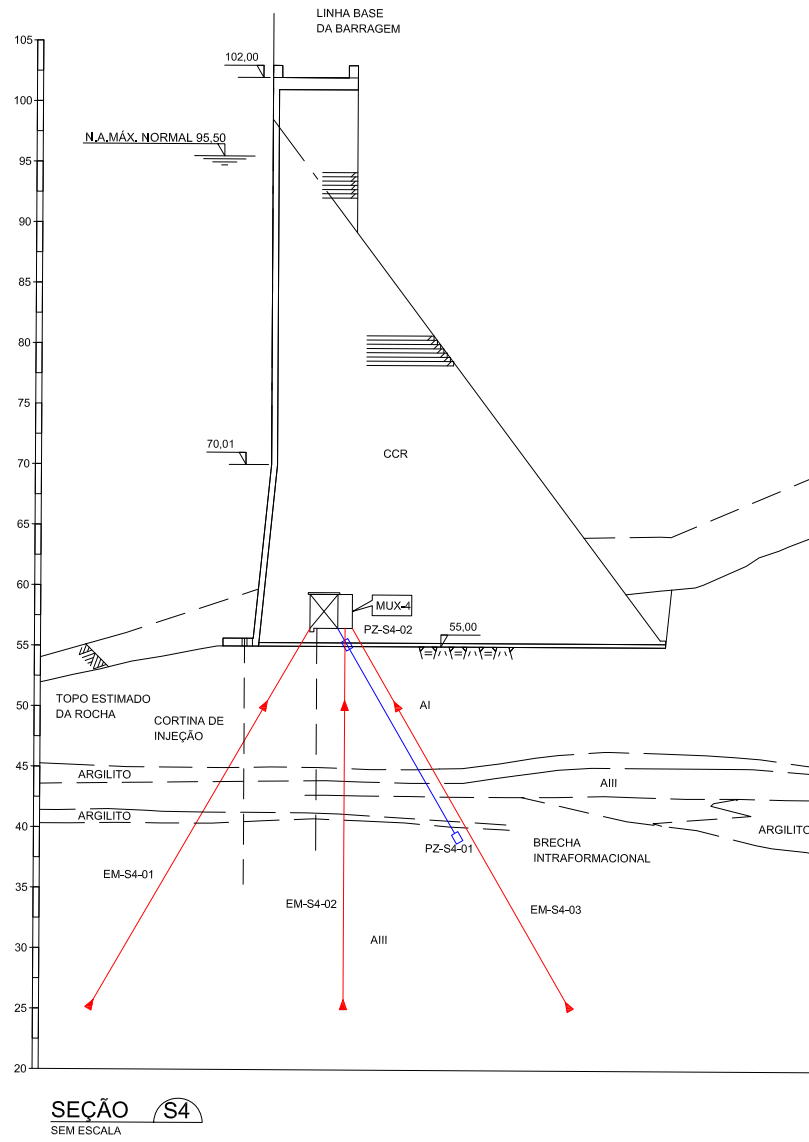 LINHA BASE
DA BARRAGEM
105
102,00
100
N.A.MÁX. NORMAL 95,50
95
90
85
80
75
70,01
70
CCR
65
60
MUX-4
PZ-S4-02
55,00
55
TOPO ESTIMADO
DA ROCHA
50
AI
CORTINA DE
INJEÇÃO
45
ARGILITO
AIII
ARGILITO
40
ARGILITO
BRECHA
INTRAFORMACIONAL
PZ-S4-01
EM-S4-01
35
EM-S4-02
EM-S4-03
AIII
30
25
20
SEÇÃO S4
SEM ESCALA